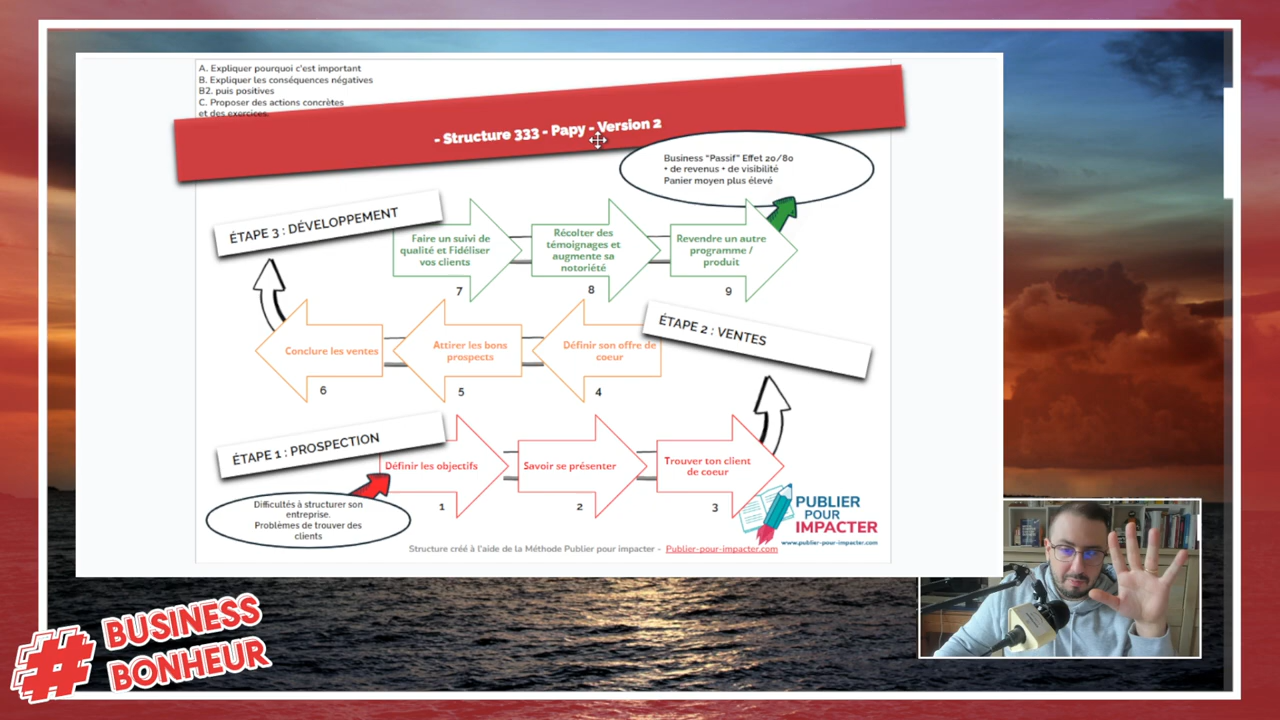 A. Expliquer pourquoi c'est important
B. Expliquer les conséquences négatives
B2. puis positives
C. Proposer des actions concrètes
et des exercices.
- Structure 333 - Papy - Version 2
Business "Passif" Effet 20/80
• de revenus • de visibilité
Panier moyen plus élevé
ÉTAPE 3 : DÉVELOPPEMENT
Faire un suivi de
qualité et Fidéliser
vos clients
7
Récolter des
témoignages et
augmente sa
notoriété
8
Revendre un autre
programme /
produit
9
ÉTAPE 2 : VENTES
Conclure les ventes
6
Attirer les bons
prospects
5
Définir son offre de
coeur
4
ÉTAPE 1 : PROSPECTION
Définir les objectifs
1
Savoir se présenter
2
Trouver ton client
de coeur
3
Difficultés à structurer son
entreprise.
Problèmes de trouver des
clients
PUBLIER
POUR
IMPACTER
www.publier-pour-impacter.com
Structure créé à l'aide de la Méthode Publier pour impacter - Publier-pour-impacter.com
# BUSINESS
BONHEUR